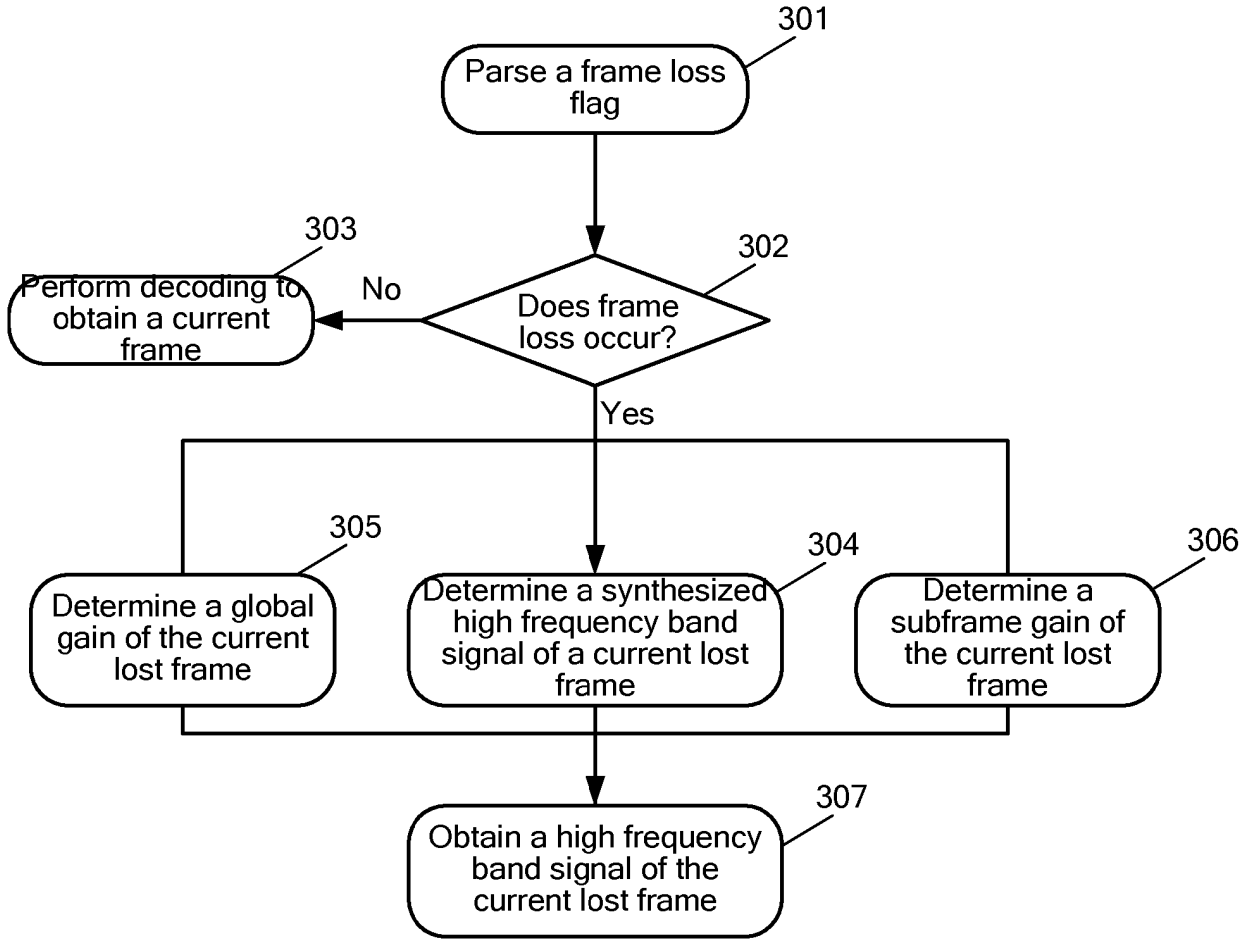 301
Parse a frame loss
flag
303
302
Perform decoding to
obtain a current
frame
No
Does frame
loss occur?
Yes
305
304
306
Determine a global
gain of the current
lost frame
Determine a synthesized
high frequency band
signal of a current lost
frame
Determine a
subframe gain of
the current lost
frame
307
Obtain a high frequency
band signal of the
current lost frame